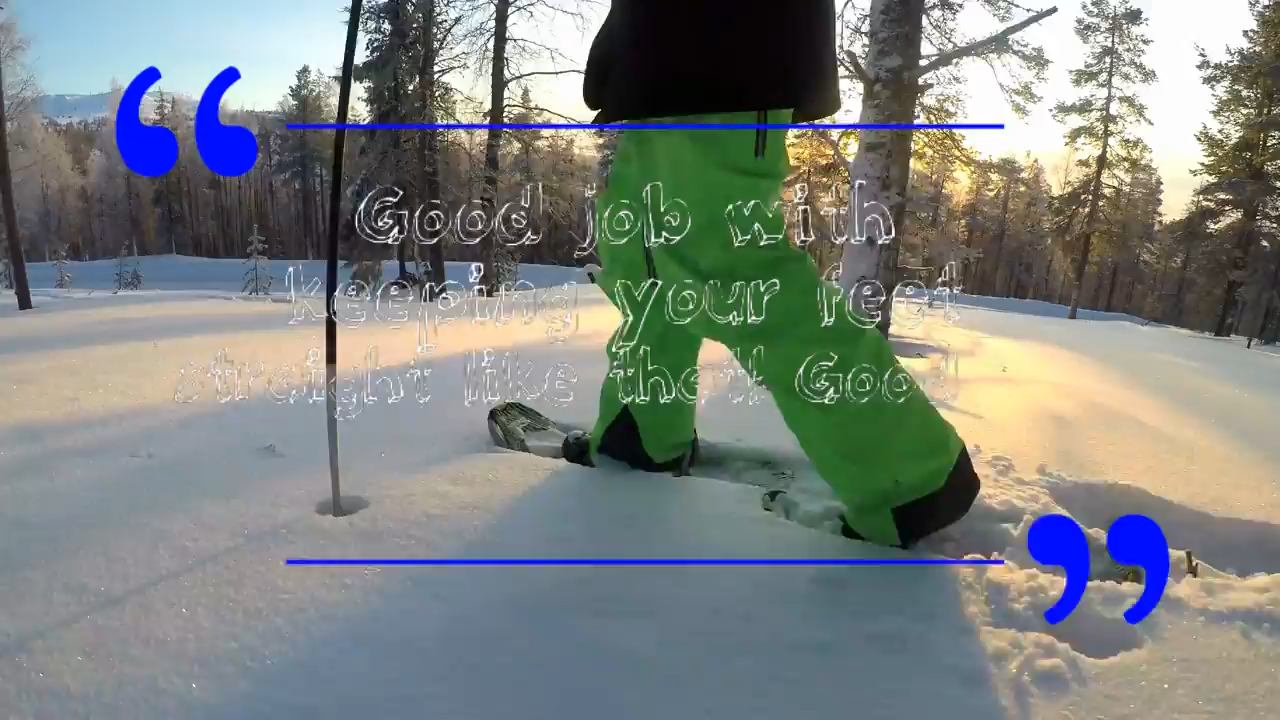 “
Good job with
keeping your feet
straight like that! Good
”